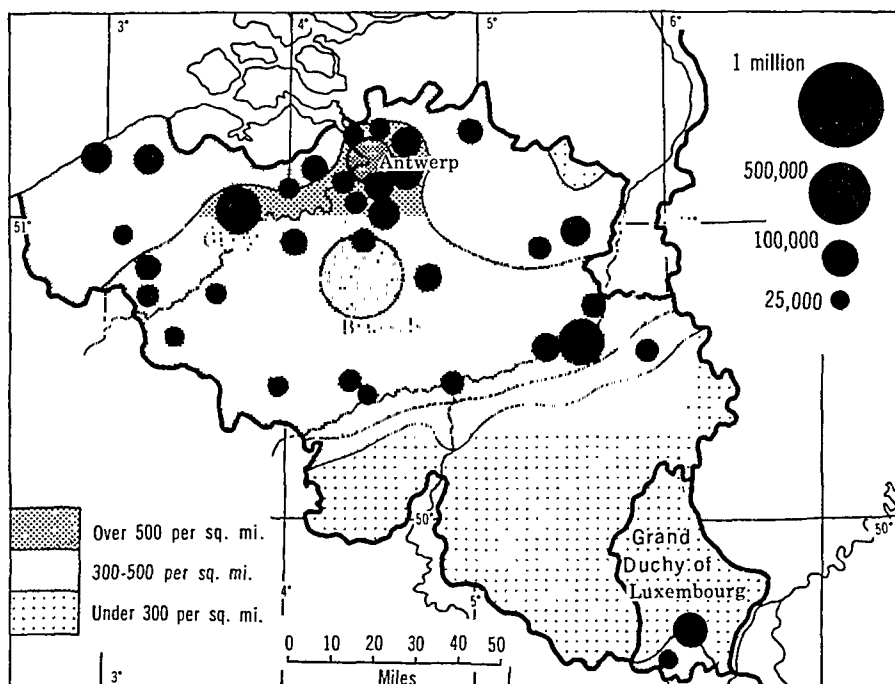 3°
4°
5°
6°
1 million
500,000
100,000
25,000
Antwerp
51°
Brussels
Over 500 per sq. mi.
300-500 per sq. mi.
Under 300 per sq. mi.
50°
50°
Grand
Duchy of
Luxembourg
4°
5°
3°
0 10 20 30 40 50
Miles